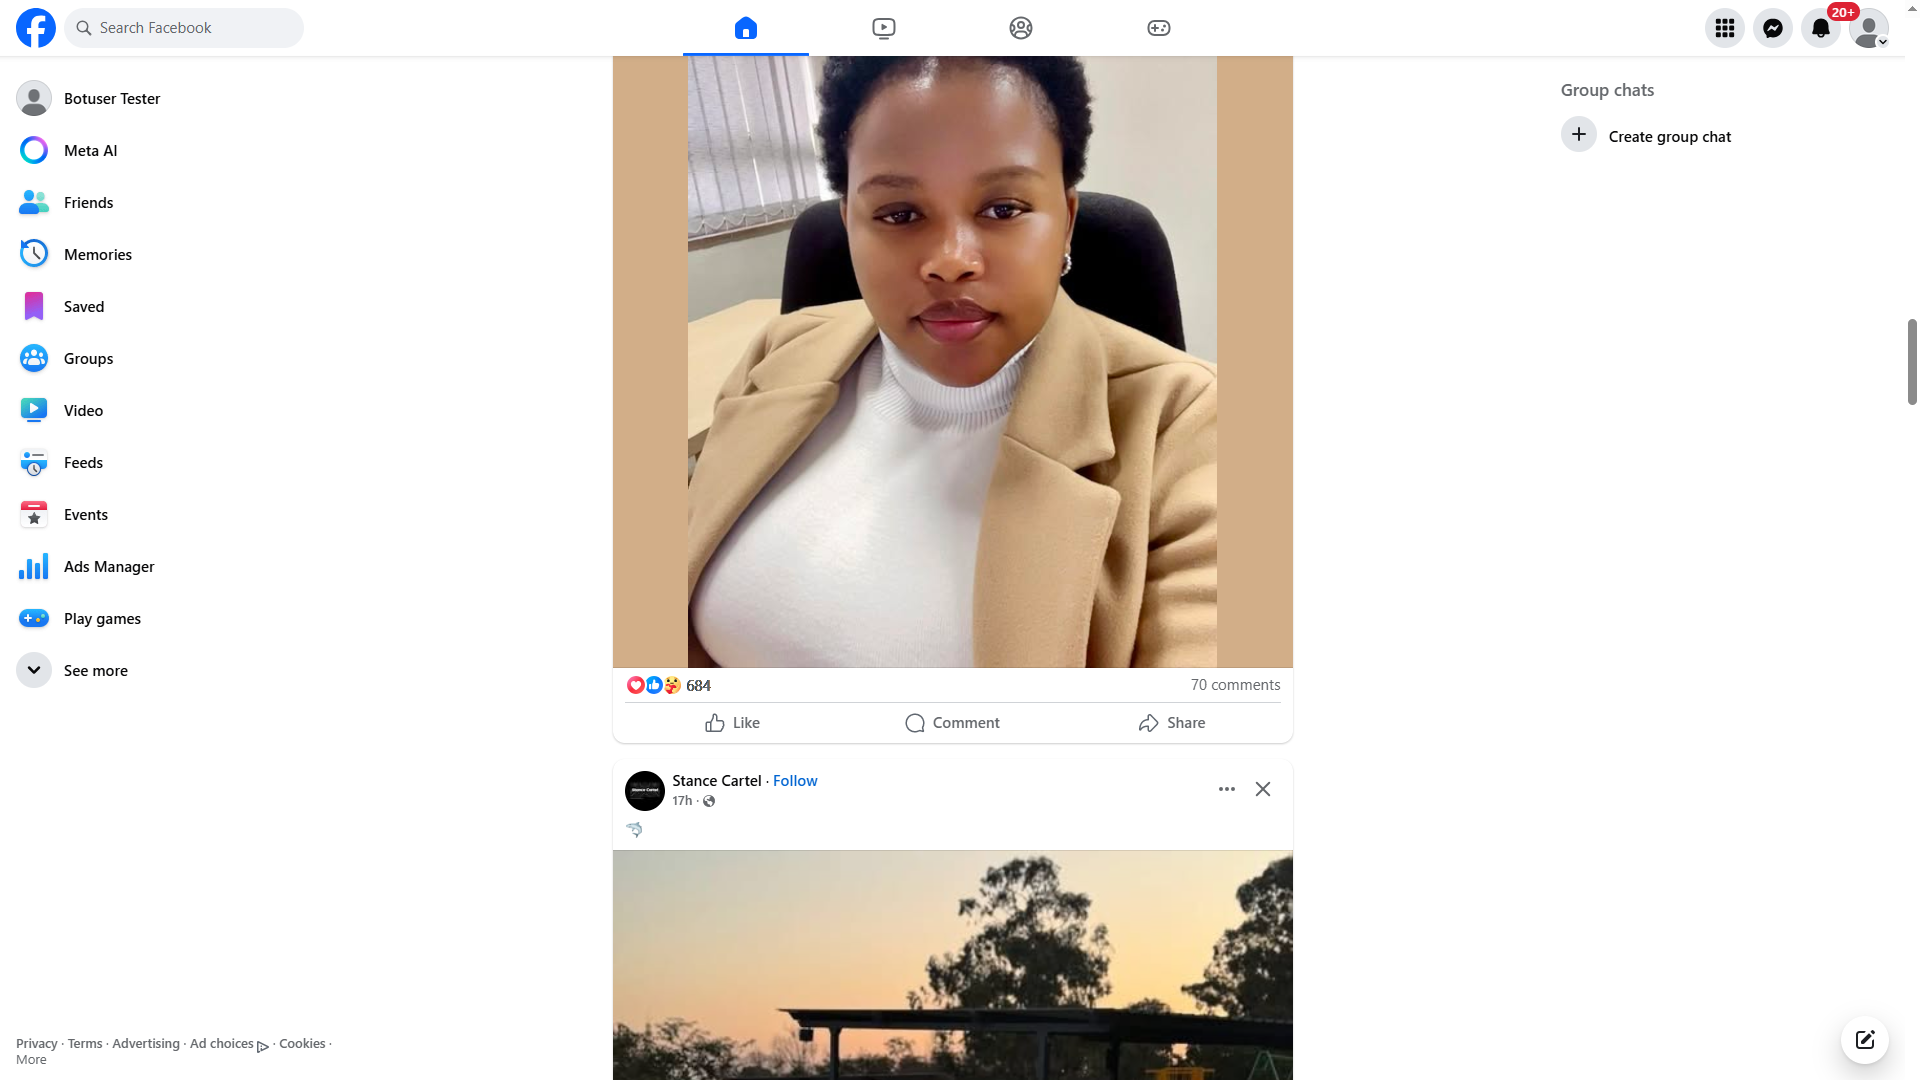 Search Facebook
20+
Botuser Tester
Meta AI
Friends
Memories
Saved
Groups
Video
Feeds
Events
Ads Manager
Play games
See more
Privacy · Terms · Advertising · Ad choices · Cookies ·
More
684
70 comments
Like
Comment
Share
Stance Cartel
Stance Cartel · Follow
17h ·
Group chats
Create group chat